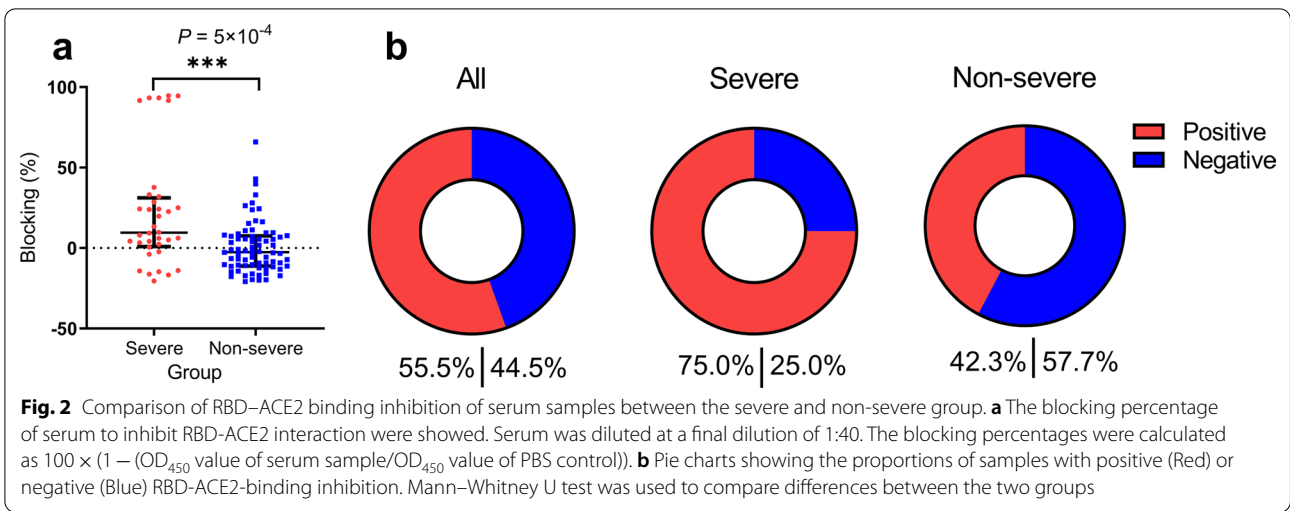 a
P = 5×10⁻⁴
***
100
50
0
-50
Blocking (%)
Severe Non-severe
Group
b
All
Severe
Non-severe
Positive
Negative
55.5%|44.5%
75.0%|25.0%
42.3%|57.7%
Fig. 2 Comparison of RBD–ACE2 binding inhibition of serum samples between the severe and non-severe group. a The blocking percentage
of serum to inhibit RBD-ACE2 interaction were showed. Serum was diluted at a final dilution of 1:40. The blocking percentages were calculated
as 100 × (1 − (OD₄₅₀ value of serum sample/OD₄₅₀ value of PBS control)). b Pie charts showing the proportions of samples with positive (Red) or
negative (Blue) RBD-ACE2-binding inhibition. Mann–Whitney U test was used to compare differences between the two groups